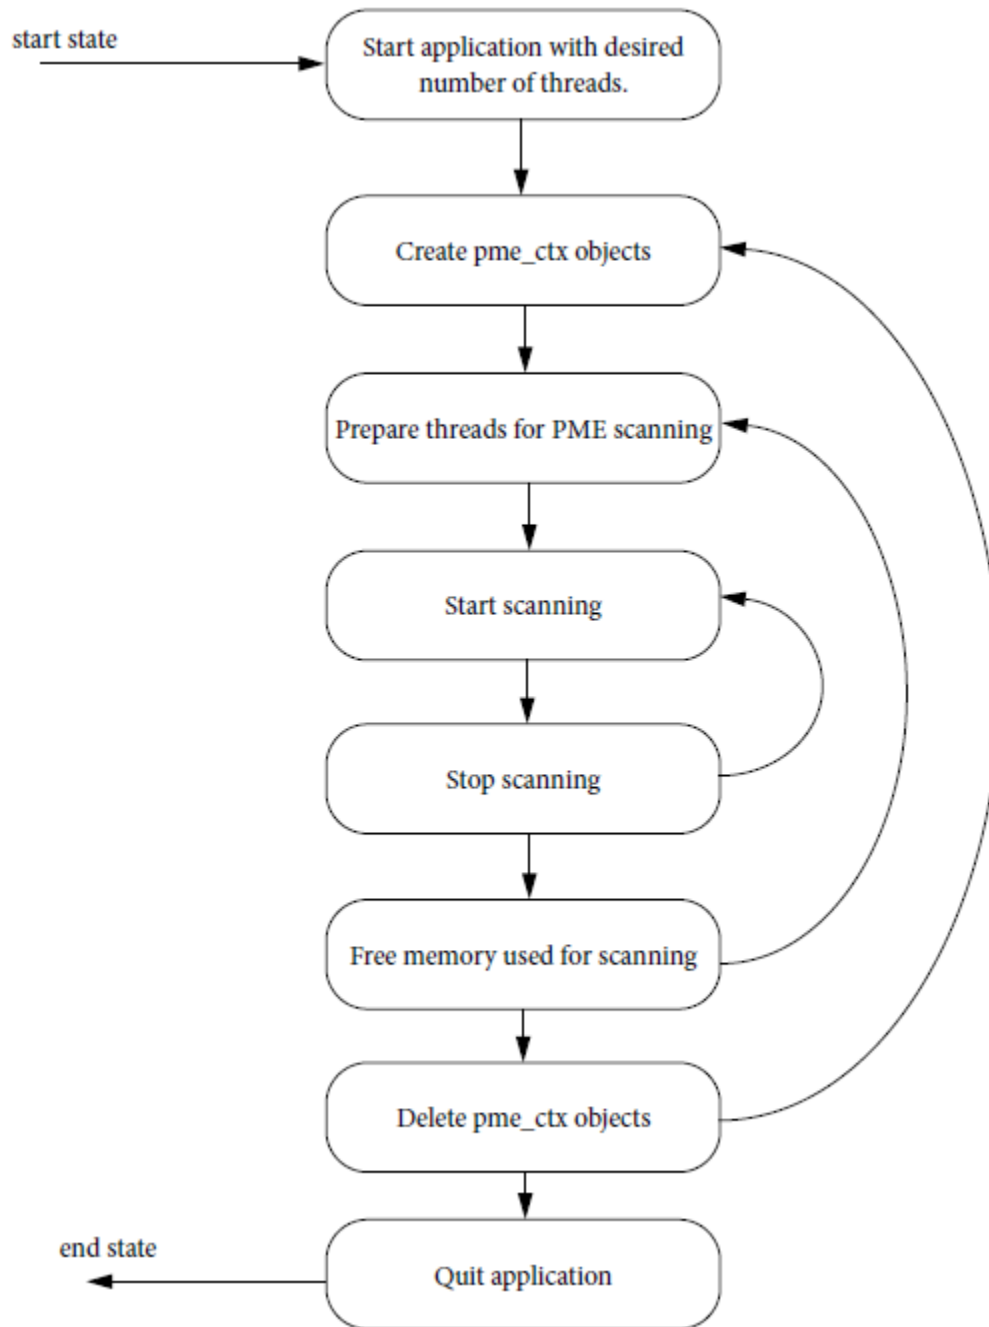 start state
Start application with desired
number of threads.
Create pme_ctx objects
Prepare threads for PME scanning
Start scanning
Stop scanning
Free memory used for scanning
Delete pme_ctx objects
end state
Quit application